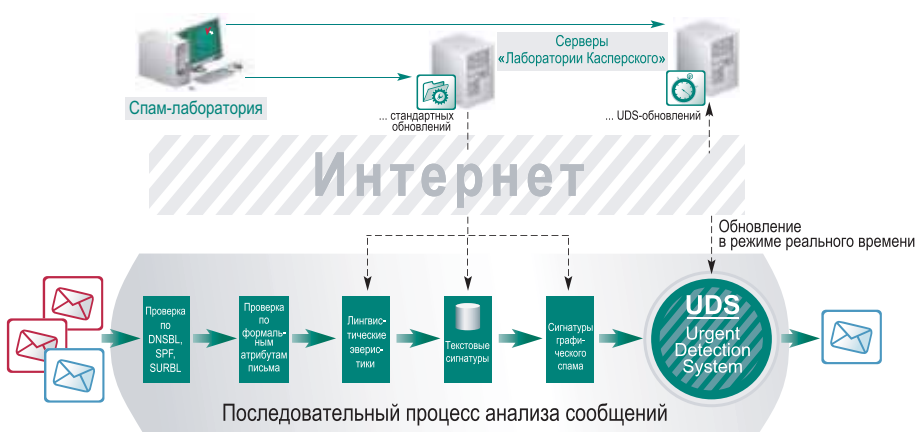 Серверы
«Лаборатории Касперского»
Спам-лаборатория
... стандартных
обновлений
... UDS-обновлений
Интернет
Обновление
в режиме реального времени
Проверка
по
DNSBL,
SPF,
SURBL
Проверка
по
формаль-
ным
атрибутам
письма
Лингвис-
тические
эврис-
тики
Текстовые
сигнатуры
Сигнатуры
графи-
ческого
спама
UDS
Urgent
Detection
System
Последовательный процесс анализа сообщений